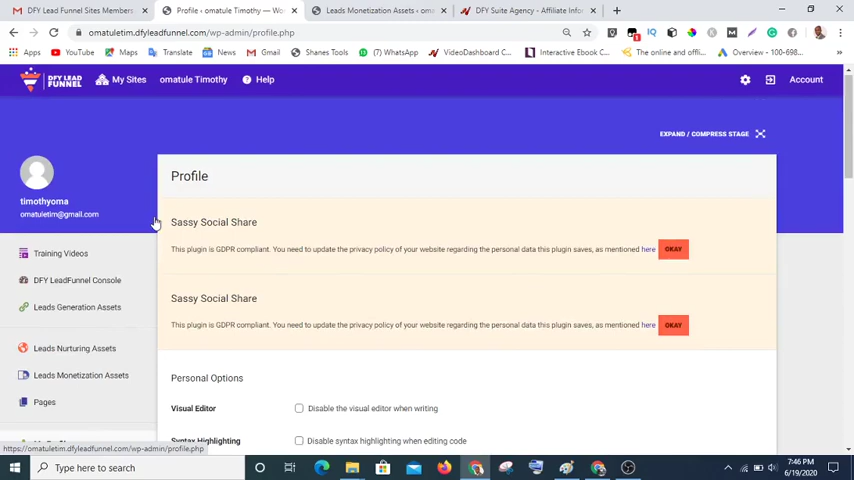 DFY Lead Funnel Sites Members
Profile ‹ omatule Timothy — Wo
Leads Monetization Assets ‹ om
DFY Suite Agency - Affiliate Infor
omatuletim.dfyleadfunnel.com/wp-admin/profile.php
Apps
YouTube
Maps
Translate
News
Gmail
Shanes Tools
(7) WhatsApp
VideoDashboard C...
Interactive Ebook C...
The online and offli...
Overview - 100-698...
DFY LEAD
FUNNEL
My Sites
omatule Timothy
Help
Account
EXPAND / COMPRESS STAGE
timothyoma
omatuletim@gmail.com
Training Videos
DFY LeadFunnel Console
Leads Generation Assets
Leads Nurturing Assets
Leads Monetization Assets
Pages
Profile
Sassy Social Share
This plugin is GDPR compliant. You need to update the privacy policy of your website regarding the personal data this plugin saves, as mentioned here
OKAY
Sassy Social Share
This plugin is GDPR compliant. You need to update the privacy policy of your website regarding the personal data this plugin saves, as mentioned here
OKAY
Personal Options
Visual Editor
Disable the visual editor when writing
Syntax Highlighting
Disable syntax highlighting when editing code
https://omatuletim.dfyleadfunnel.com/wp-admin/profile.php
Type here to search
7:46 PM
6/19/2020